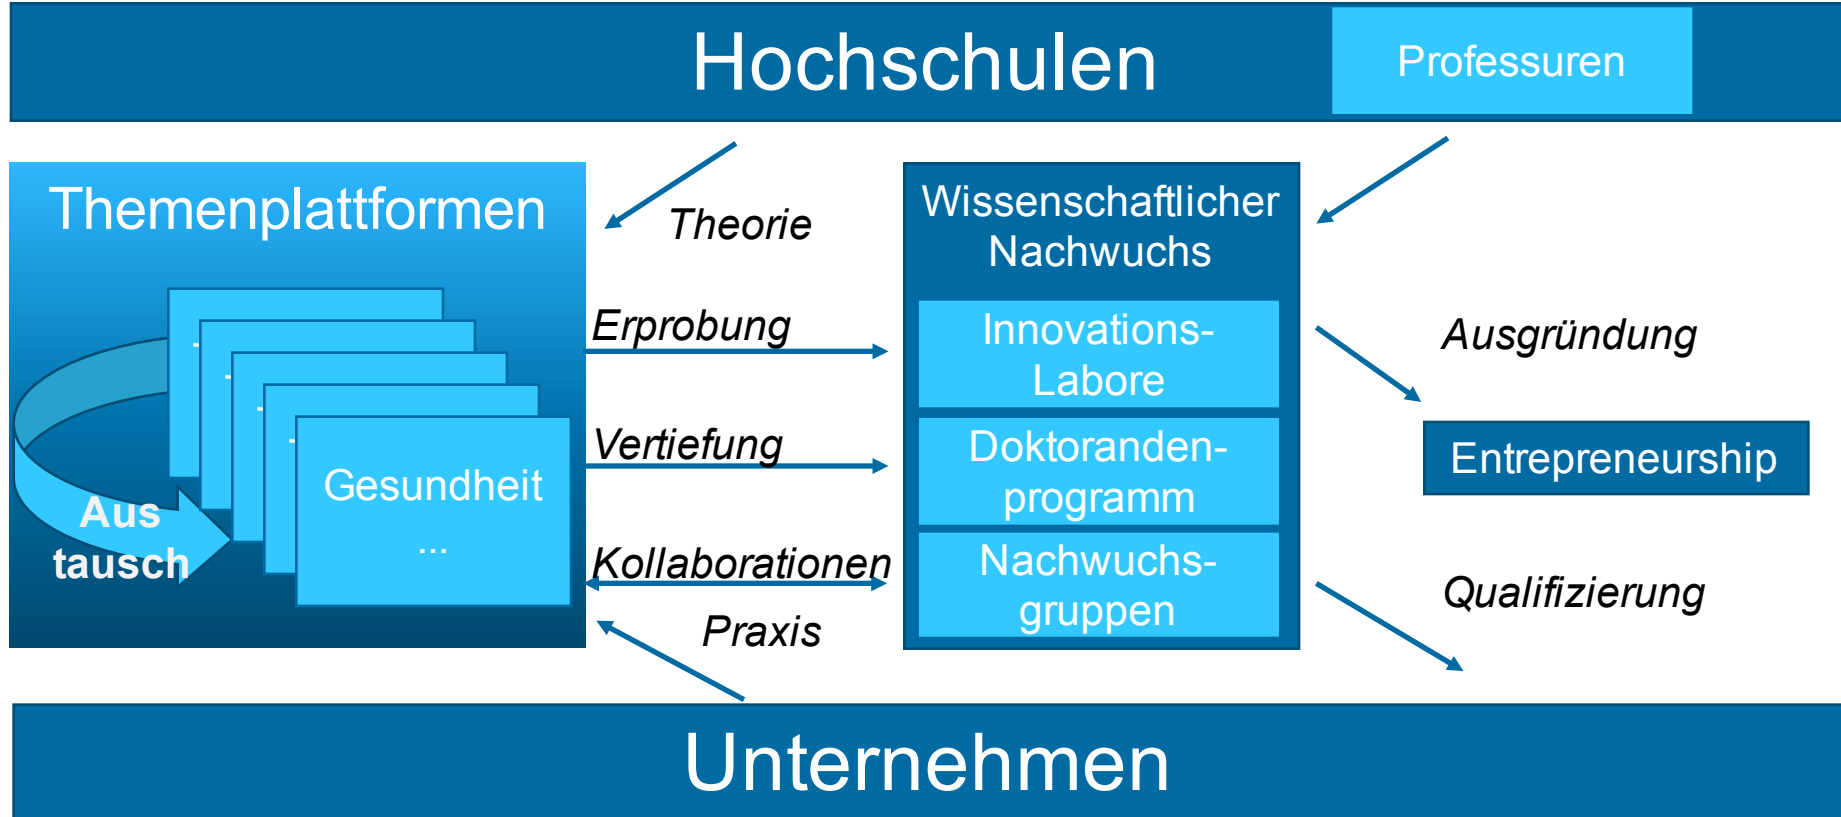 Hochschulen
Professuren
Themenplattformen
Theorie
Wissenschaftlicher
Nachwuchs
Erprobung
Innovations-
Labore
Ausgründung
Vertiefung
Doktoranden-
programm
Entrepreneurship
Gesundheit
...
Aus
tausch
Kollaborationen
Nachwuchs-
gruppen
Qualifizierung
Praxis
Unternehmen